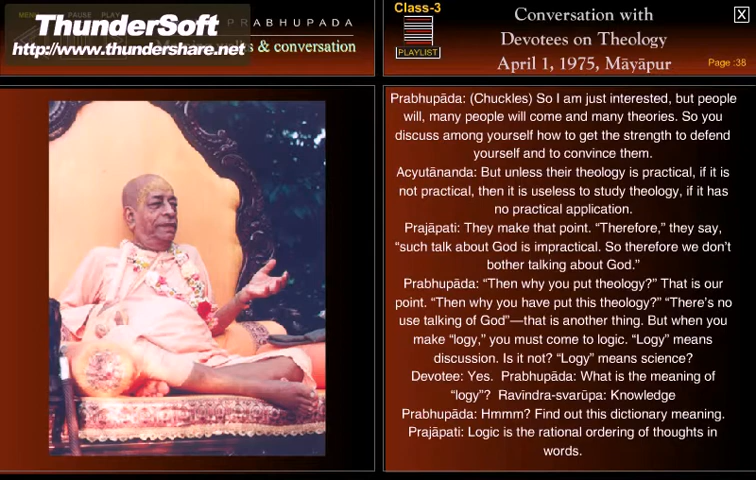 MENU PAUSE PLAY
ThunderSoft
PRABHUPADA
http://www.thundershare.net
& conversation
Class-3
PLAYLIST
Conversation with
Devotees on Theology
April 1, 1975, Māyāpur
X
Page :38
Prabhupāda: (Chuckles) So I am just interested, but people
will, many people will come and many theories. So you
discuss among yourself how to get the strength to defend
yourself and to convince them.
Acyutānanda: But unless their theology is practical, if it is
not practical, then it is useless to study theology, if it has
no practical application.
Prajāpati: They make that point. “Therefore,” they say,
“such talk about God is impractical. So therefore we don’t
bother talking about God.”
Prabhupāda: “Then why you put theology?” That is our
point. “Then why you have put this theology?” “There’s no
use talking of God”—that is another thing. But when you
make “logy,” you must come to logic. “Logy” means
discussion. Is it not? “Logy” means science?
Devotee: Yes. Prabhupāda: What is the meaning of
“logy”? Ravīndra-svarūpa: Knowledge
Prabhupāda: Hmmm? Find out this dictionary meaning.
Prajāpati: Logic is the rational ordering of thoughts in
words.